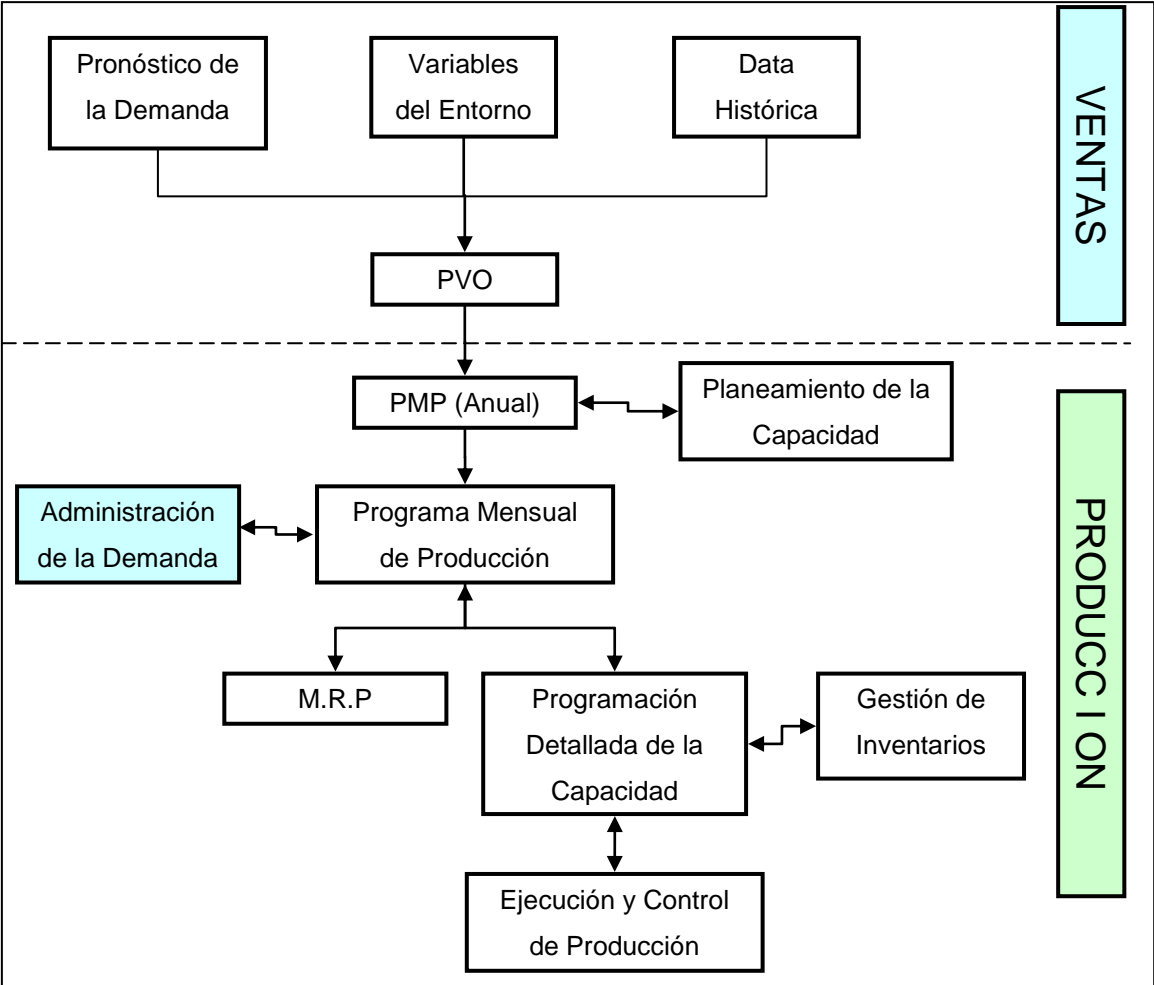 Pronóstico de
la Demanda
Variables
del Entorno
Data
Histórica
VENTAS
PVO
PMP (Anual)
Planeamiento de la
Capacidad
Administración
de la Demanda
Programa Mensual
de Producción
PRODUCC I ON
M.R.P
Programación
Detallada de la
Capacidad
Gestión de
Inventarios
Ejecución y Control
de Producción